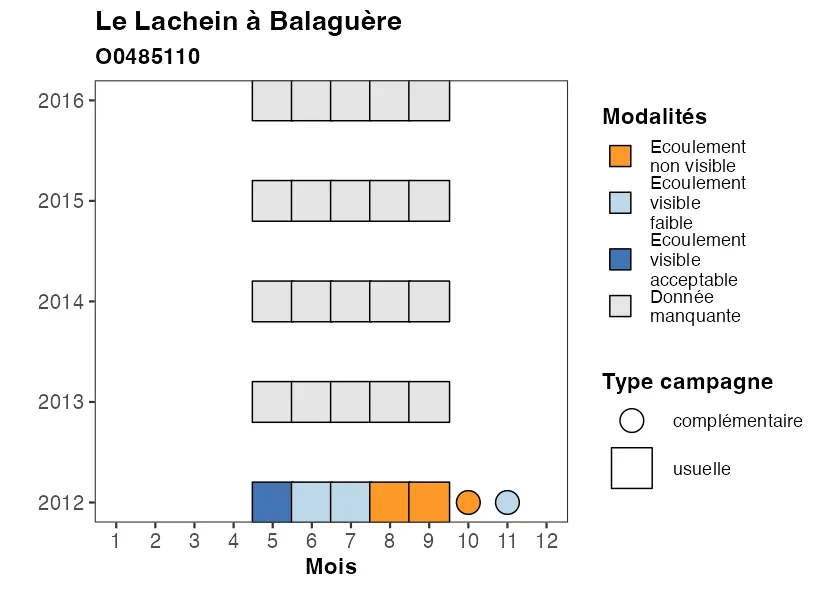 Le Lachein à Balaguère
O0485110
2016
2015
2014
2013
2012
1 2 3 4 5 6 7 8 9 10 11 12
Mois
Modalités
Ecoulement
non visible
Ecoulement
visible
faible
Ecoulement
visible
acceptable
Donnée
manquante
Type campagne
complémentaire
usuelle